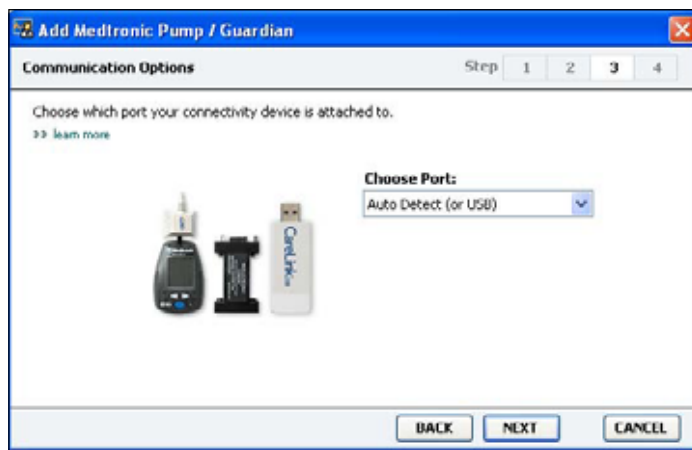 Add Medtronic Pump / Guardian
Communication Options
Step 1 2 3 4
Choose which port your connectivity device is attached to.
>> learn more
Choose Port:
Auto Detect (or USB)
CareLink
BACK NEXT CANCEL